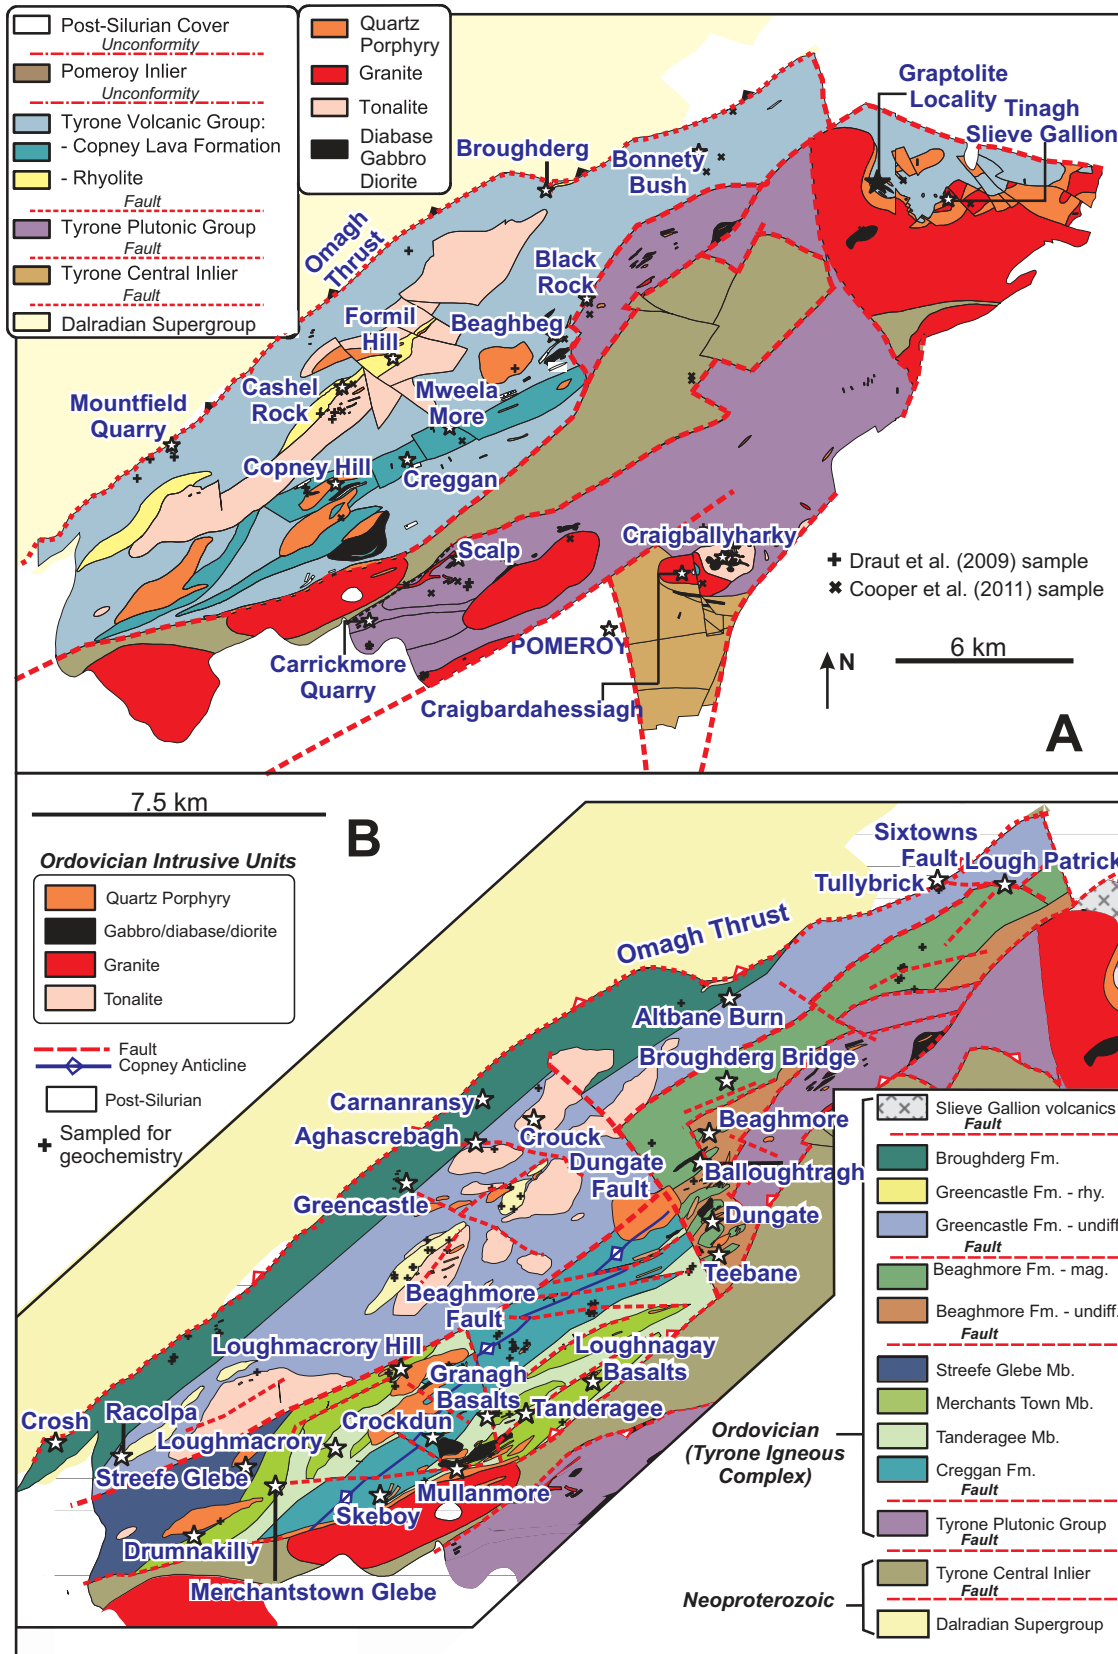 Post-Silurian Cover
Unconformity
Pomeroy Inlier
Unconformity
Tyrone Volcanic Group:
- Copney Lava Formation
- Rhyolite
Fault
Tyrone Plutonic Group
Fault
Tyrone Central Inlier
Fault
Dalradian Supergroup
Quartz
Porphyry
Granite
Tonalite
Diabase
Gabbro
Diorite
Graptolite
Locality
Tinagh
Slieve Gallion
Broughderg
Bonnety
Bush
Omagh
Thrust
Black
Rock
Formil
Hill
Beaghbeg
Cashel
Rock
Mweela
More
Mountfield
Quarry
Copney Hill
Creggan
Scalp
Craigballyharky
+ Draut et al. (2009) sample
× Cooper et al. (2011) sample
POMEROY
6 km
N
Carrickmore
Quarry
Craigbardahessiagh
A
7.5 km
B
Ordovician Intrusive Units
Quartz Porphyry
Gabbro/diabase/diorite
Granite
Tonalite
Fault
Copney Anticline
Post-Silurian
+ Sampled for
geochemistry
Sixtowns
Fault
Lough Patrick
Tullybrick
Omagh Thrust
Altbane Burn
Broughderg Bridge
Carnanransy
Aghascrebagh
Crouck
Beaghmore
Dungate
Fault
Balloughtragh
Greencastle
Dungate
Teebane
Beaghmore
Fault
Loughmacrory Hill
Loughnagay
Basalts
Granagh
Basalts
Crosh
Racolpa
Crockdun
Tanderagee
Loughmacrory
Streefe Glebe
Mullanmore
Skeboy
Drumnakilly
Merchantstown Glebe
Slieve Gallion volcanics
Fault
Broughderg Fm.
Greencastle Fm. - rhy.
Greencastle Fm. - undiff.
Fault
Beaghmore Fm. - mag.
Beaghmore Fm. - undiff.
Fault
Streefe Glebe Mb.
Merchants Town Mb.
Tanderagee Mb.
Creggan Fm.
Fault
Tyrone Plutonic Group
Fault
Tyrone Central Inlier
Fault
Dalradian Supergroup
Ordovician
(Tyrone Igneous
Complex)
Neoproterozoic